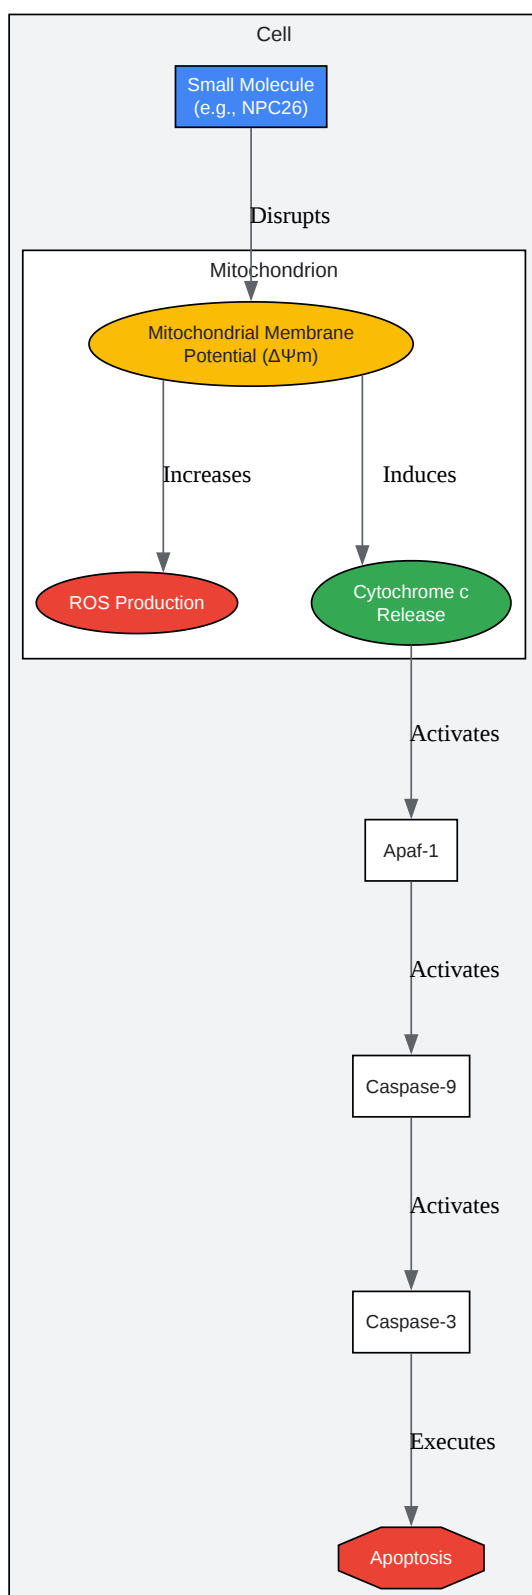 Cell
Small Molecule
(e.g., NPC26)
Disrupts
Mitochondrion
Mitochondrial Membrane
Potential (ΔΨm)
Increases
Induces
ROS Production
Cytochrome c
Release
Activates
Apaf-1
Activates
Caspase-9
Activates
Caspase-3
Executes
Apoptosis